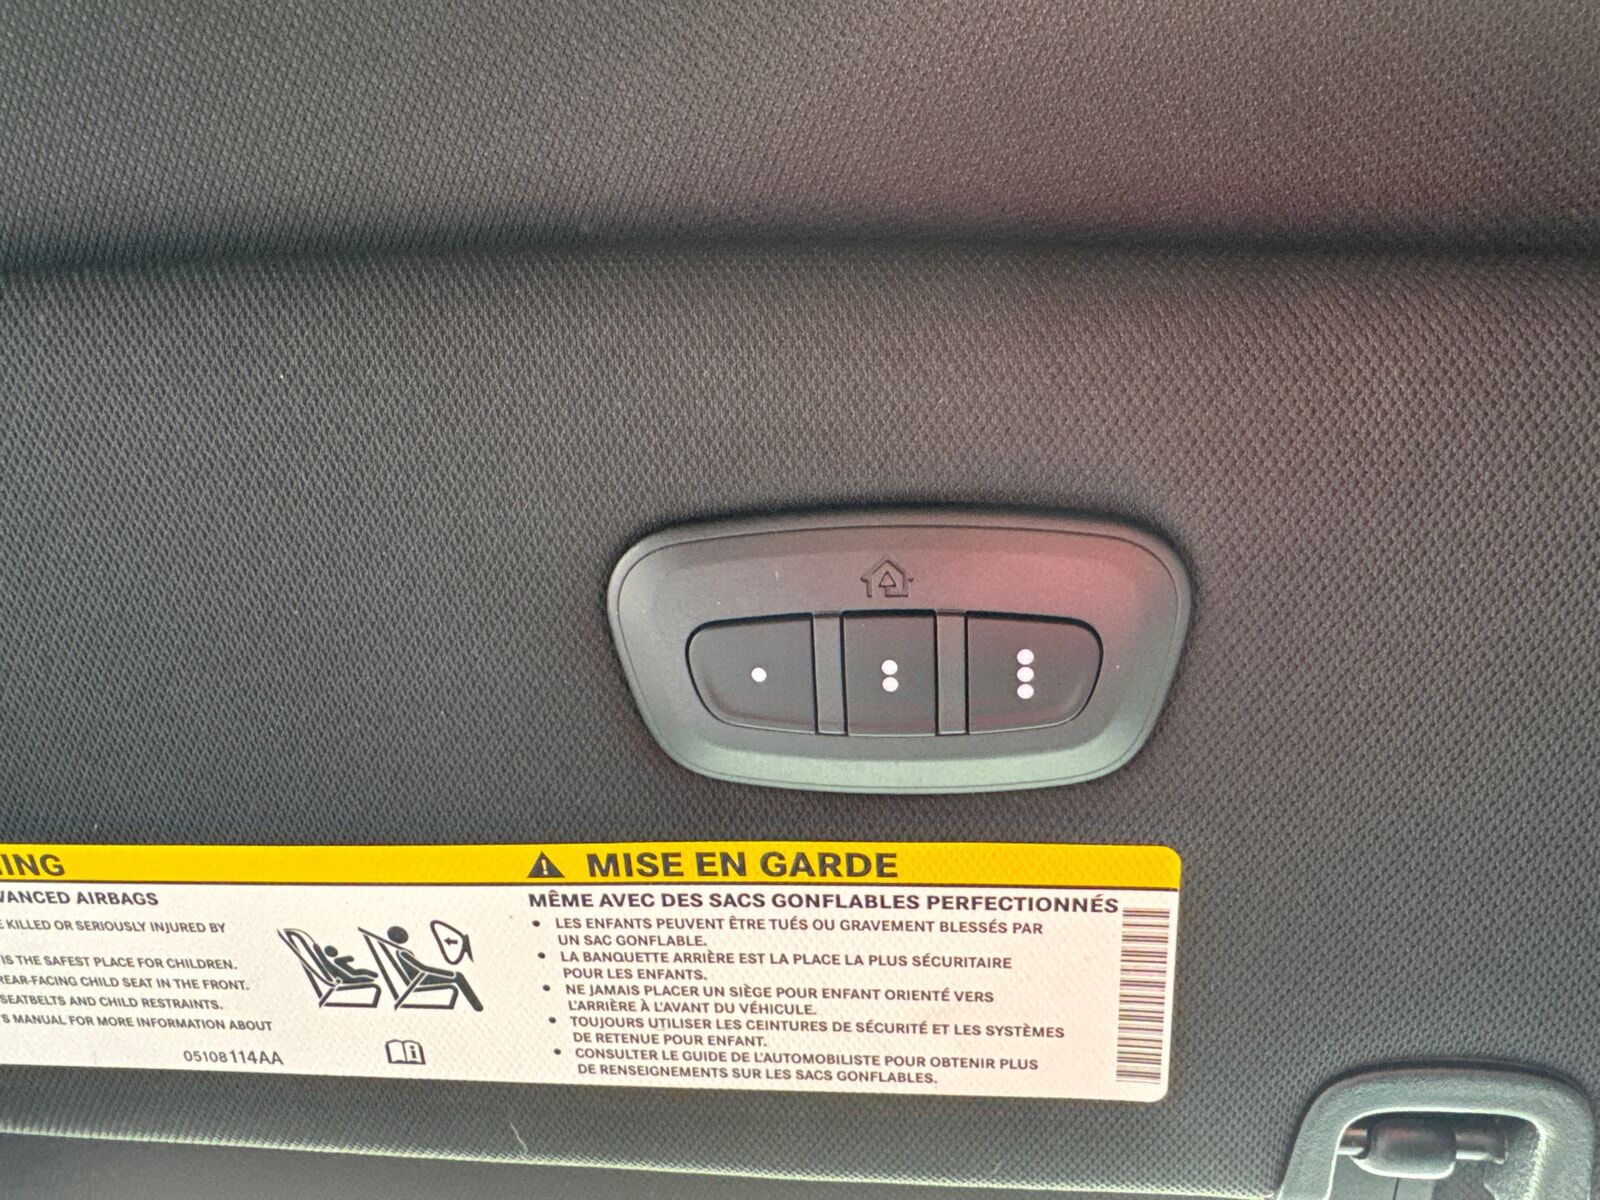 ING
VANCED AIRBAGS
E KILLED OR SERIOUSLY INJURED BY
IS THE SAFEST PLACE FOR CHILDREN.
REAR-FACING CHILD SEAT IN THE FRONT.
SEATBELTS AND CHILD RESTRAINTS.
'S MANUAL FOR MORE INFORMATION ABOUT
05108114AA
MISE EN GARDE
MÊME AVEC DES SACS GONFLABLES PERFECTIONNÉS
• LES ENFANTS PEUVENT ÊTRE TUÉS OU GRAVEMENT BLESSÉS PAR
UN SAC GONFLABLE.
• LA BANQUETTE ARRIÈRE EST LA PLACE LA PLUS SÉCURITAIRE
POUR LES ENFANTS.
• NE JAMAIS PLACER UN SIÈGE POUR ENFANT ORIENTÉ VERS
L'ARRIÈRE À L'AVANT DU VÉHICULE.
• TOUJOURS UTILISER LES CEINTURES DE SÉCURITÉ ET LES SYSTÈMES
DE RETENUE POUR ENFANT.
• CONSULTER LE GUIDE DE L'AUTOMOBILISTE POUR OBTENIR PLUS
DE RENSEIGNEMENTS SUR LES SACS GONFLABLES.